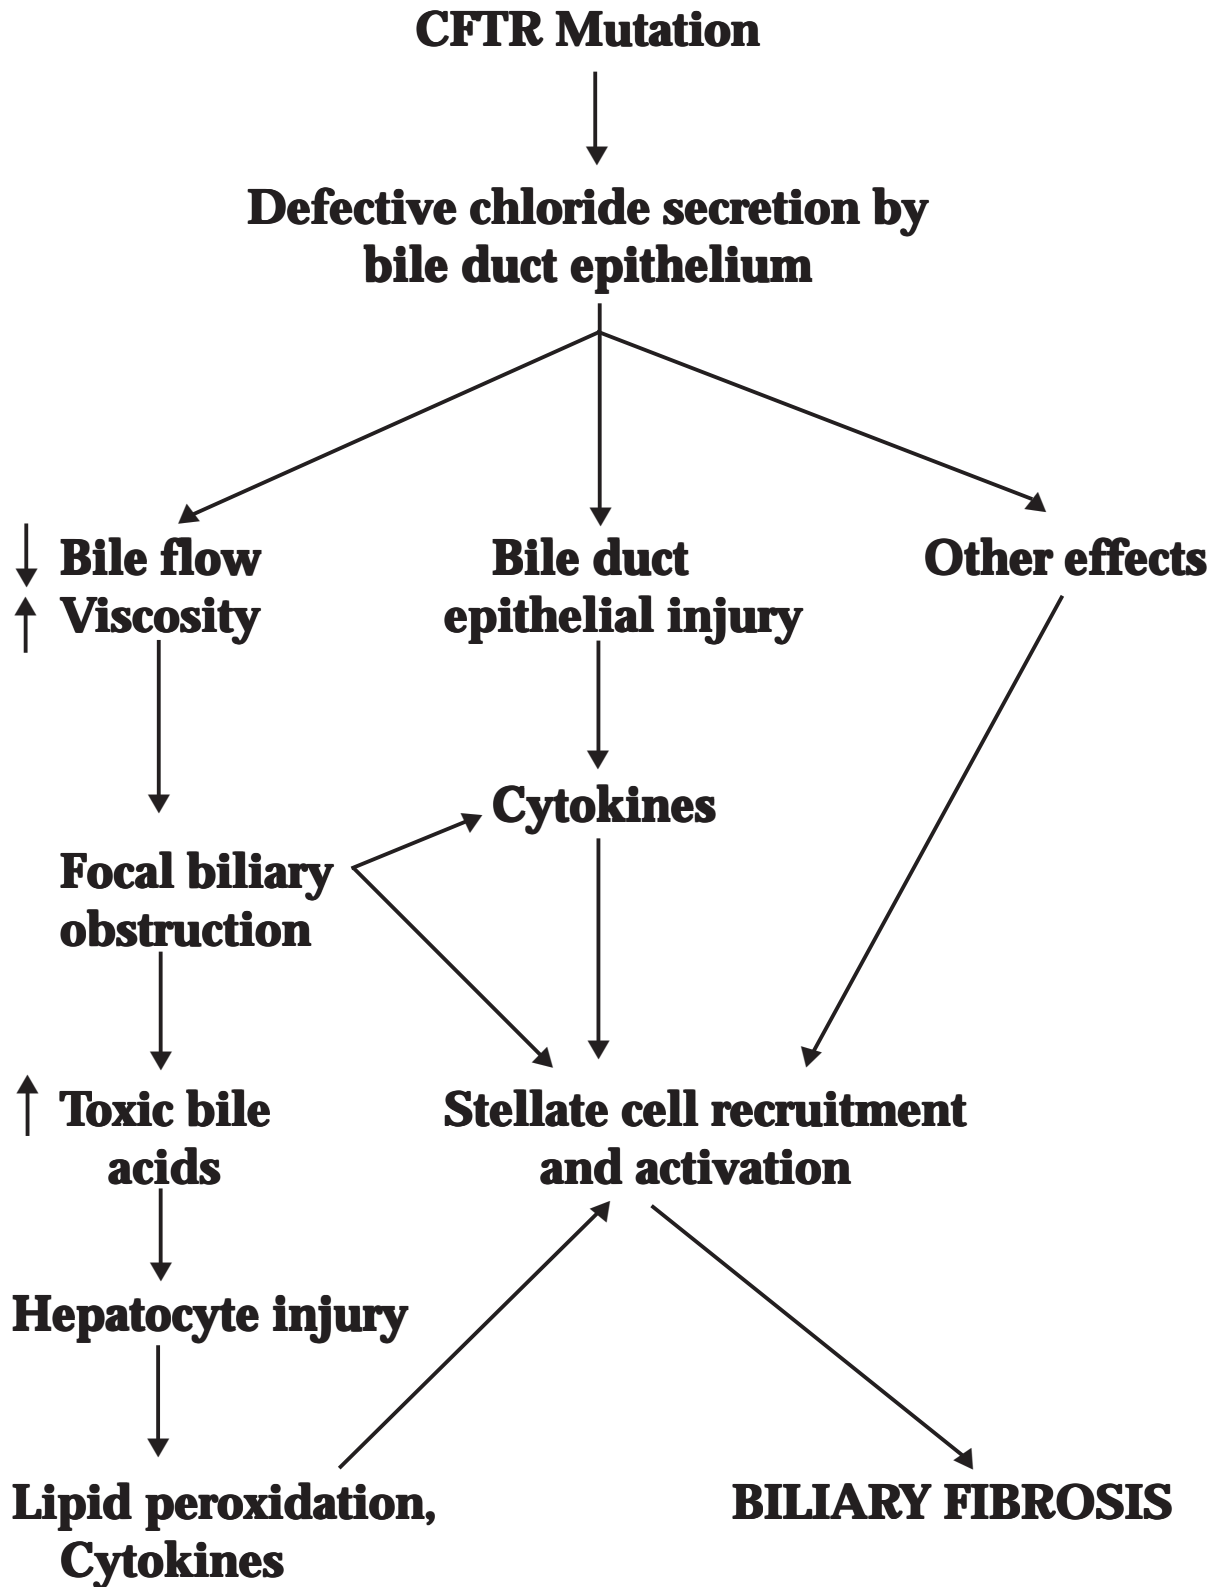 CFTR Mutation
Defective chloride secretion by
bile duct epithelium
Bile flow
Viscosity
Bile duct
epithelial injury
Other effects
Cytokines
Focal biliary
obstruction
Toxic bile
acids
Stellate cell recruitment
and activation
Hepatocyte injury
Lipid peroxidation,
Cytokines
BILIARY FIBROSIS